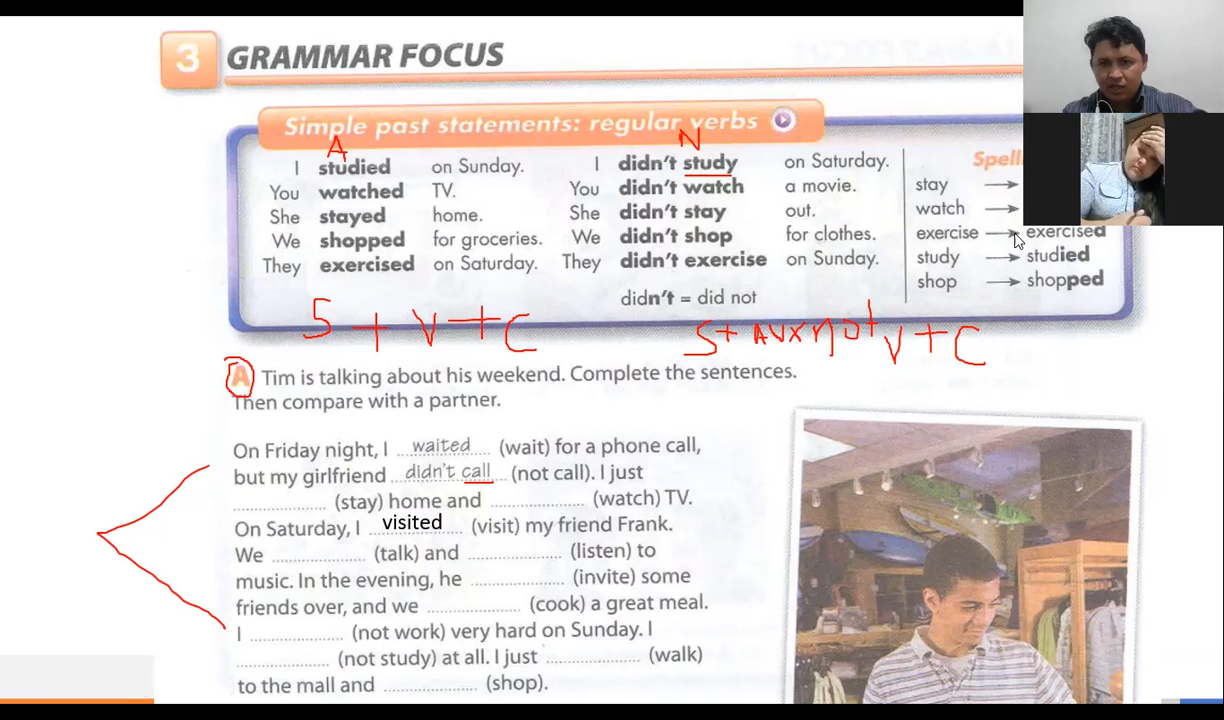 3 GRAMMAR FOCUS
Simple past statements: regular verbs
A
N
I studied on Sunday.
You watched TV.
She stayed home.
We shopped for groceries.
They exercised on Saturday.
I didn't study on Saturday.
You didn't watch a movie.
She didn't stay out.
We didn't shop for clothes.
They didn't exercise on Sunday.
didn't = did not
Spell
stay →
watch →
exercise → exercised
study → studied
shop → shopped
S + V + C
S + AUX not V + C
A Tim is talking about his weekend. Complete the sentences.
Then compare with a partner.
On Friday night, I waited (wait) for a phone call,
but my girlfriend didn't call (not call). I just
(stay) home and (watch) TV.
On Saturday, I visited (visit) my friend Frank.
We (talk) and (listen) to
music. In the evening, he (invite) some
friends over, and we (cook) a great meal.
I (not work) very hard on Sunday. I
(not study) at all. I just (walk)
to the mall and (shop).